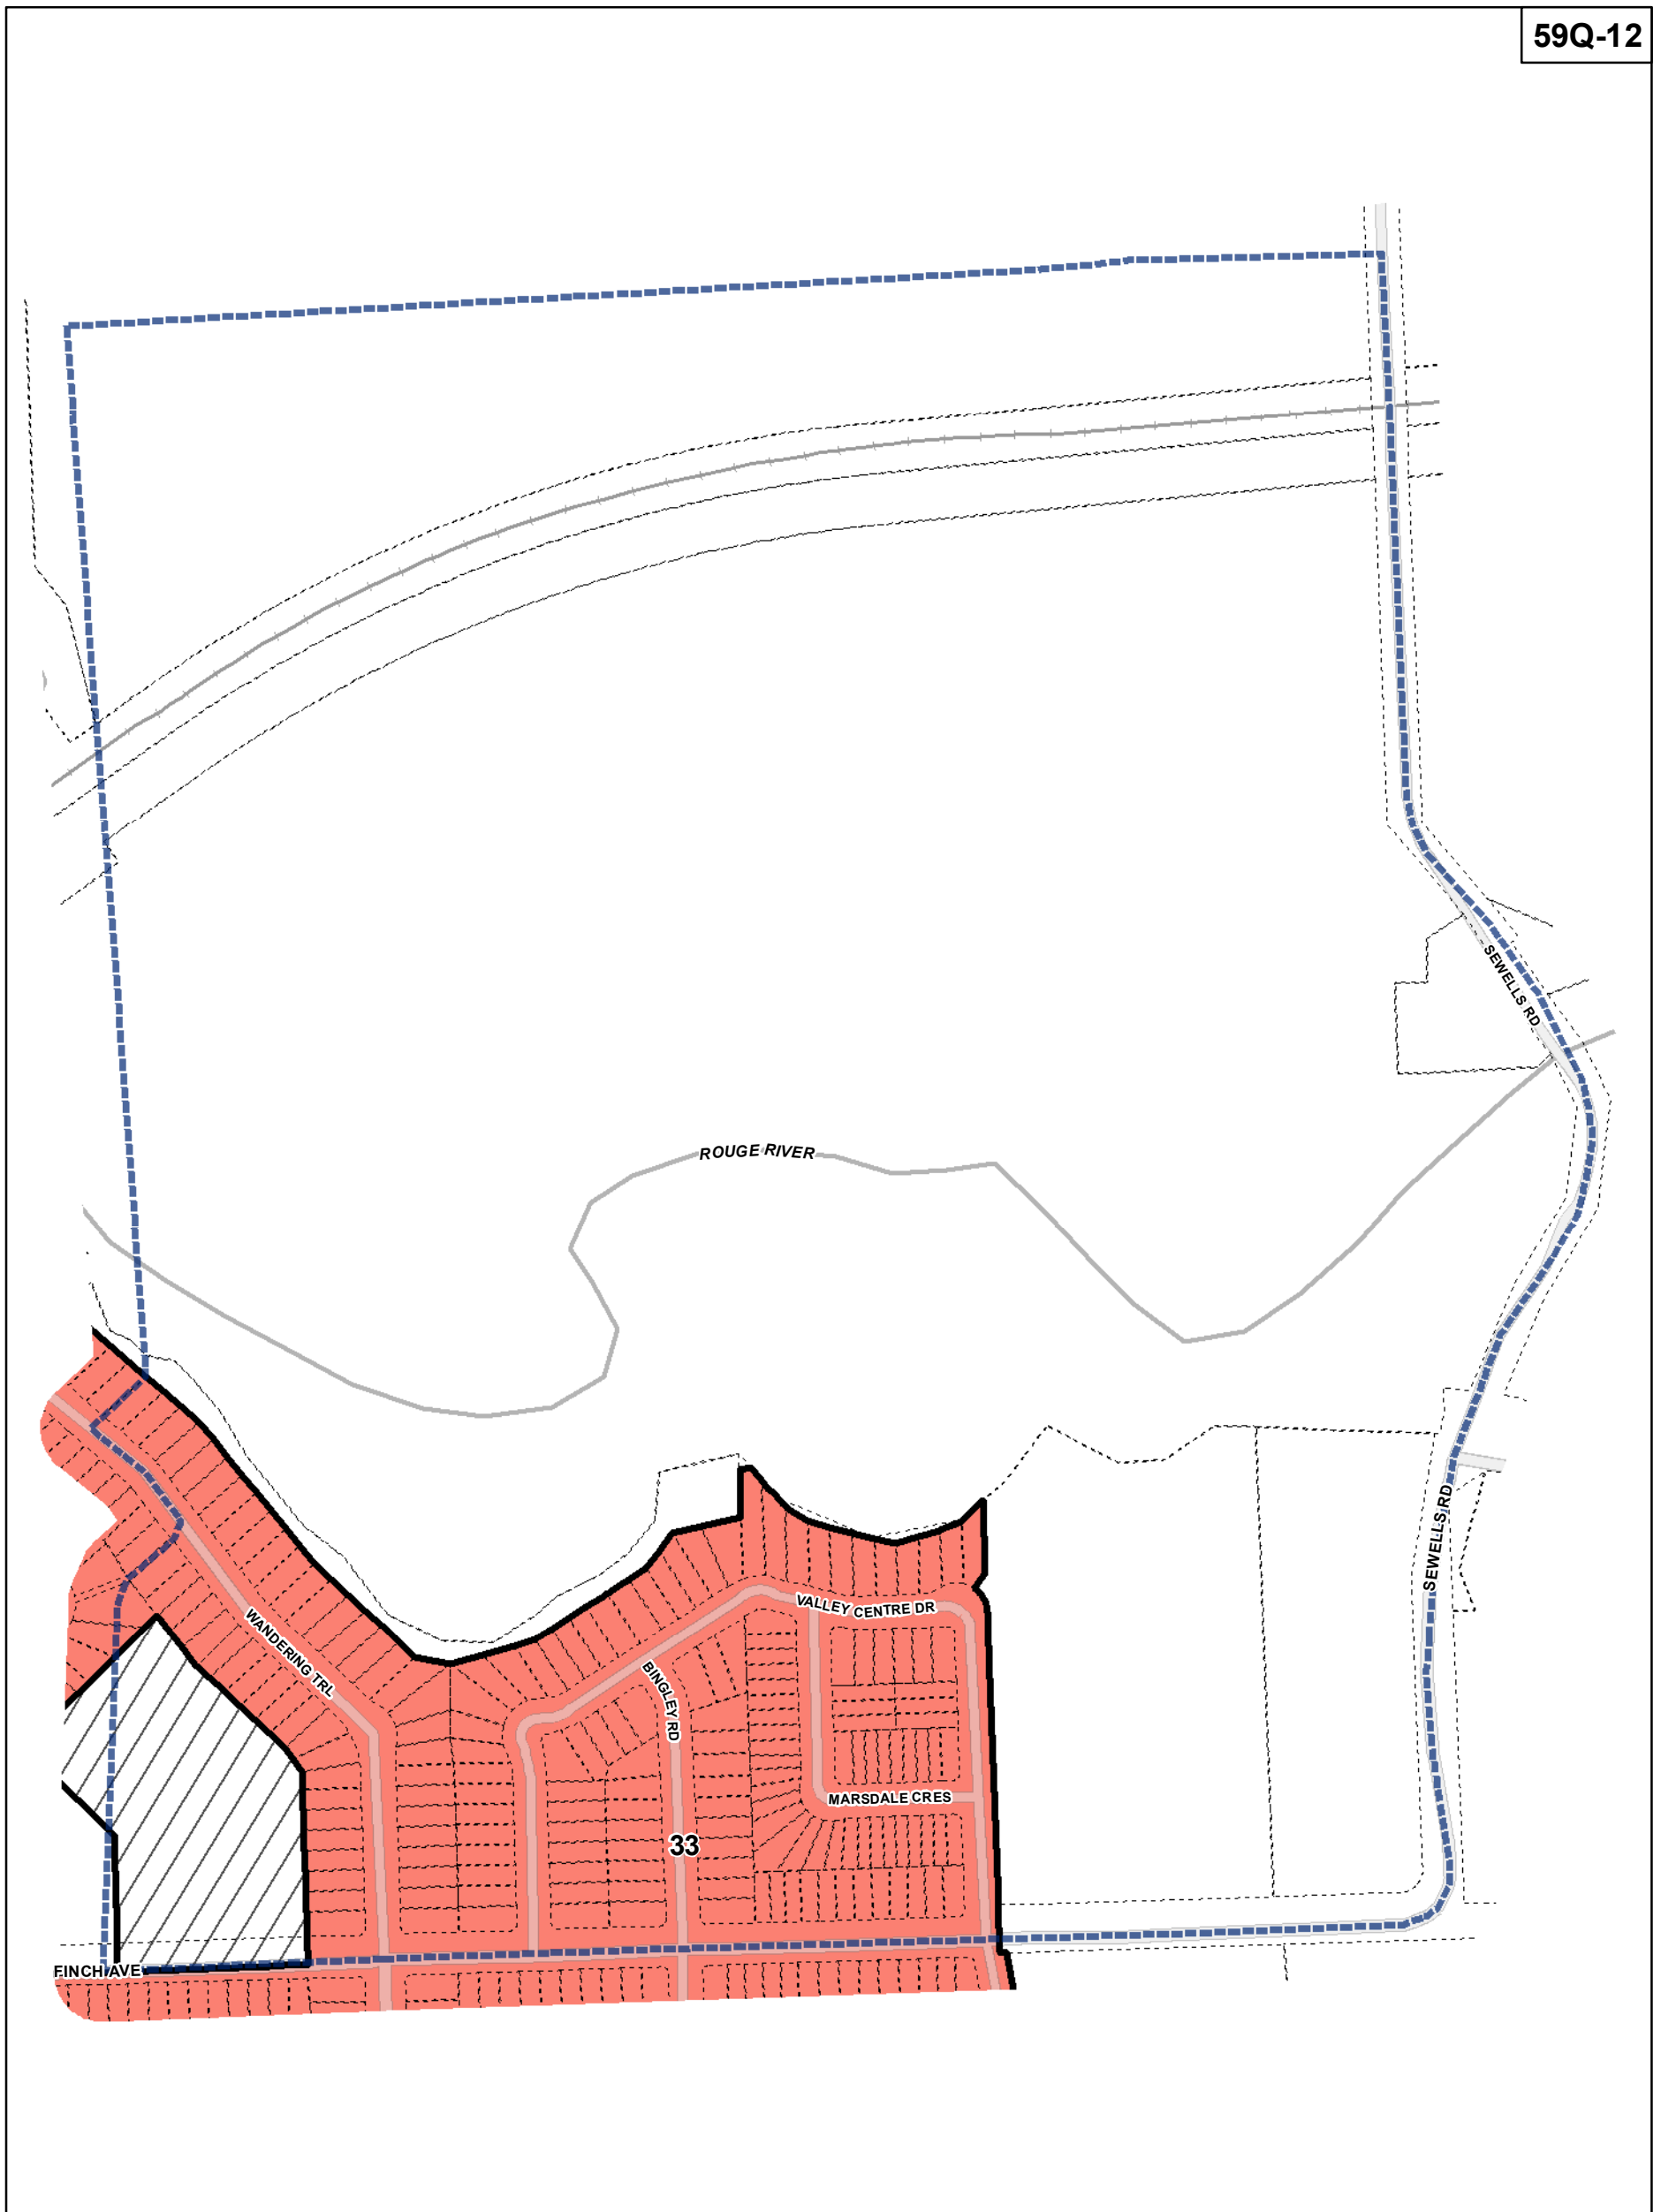 59Q-12
SEWELLS RD
ROUGE RIVER
SEWELLS RD
VALLEY CENTRE DR
WANDERING TRL
BINGLEY RD
MARSDALE CRES
33
FINCH AVE